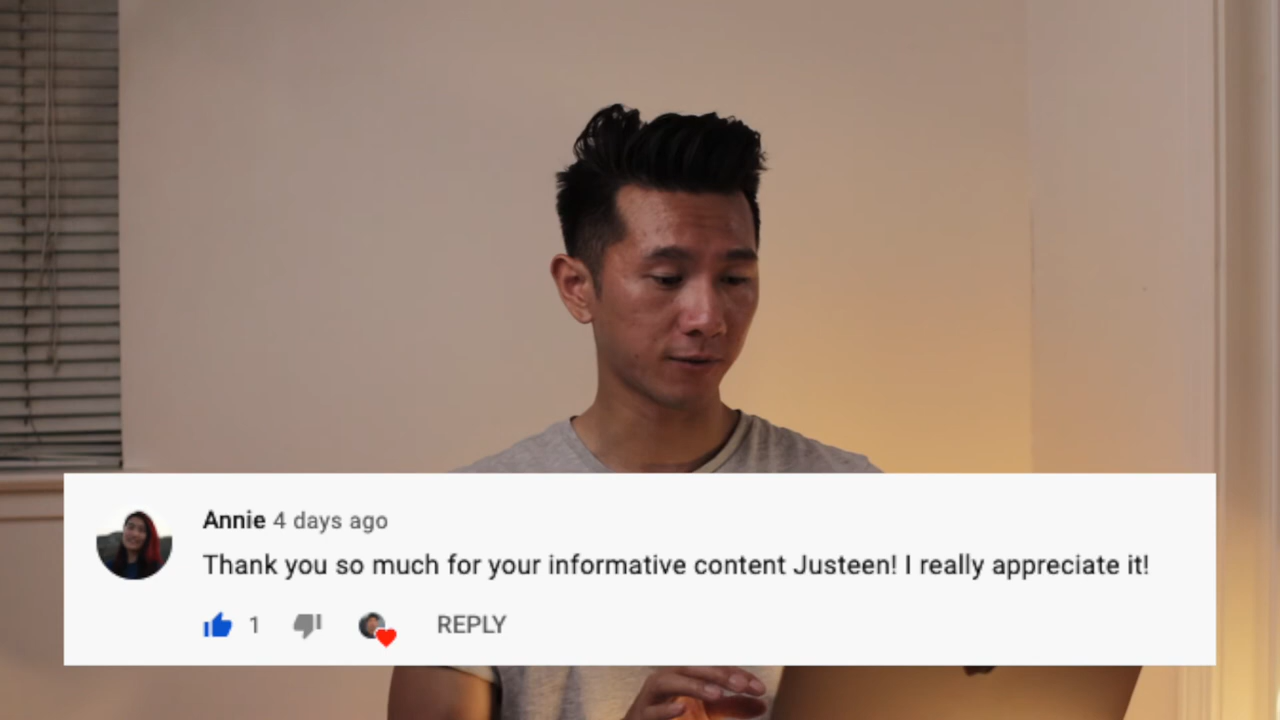 Annie 4 days ago
Thank you so much for your informative content Justeen! I really appreciate it!
1 REPLY